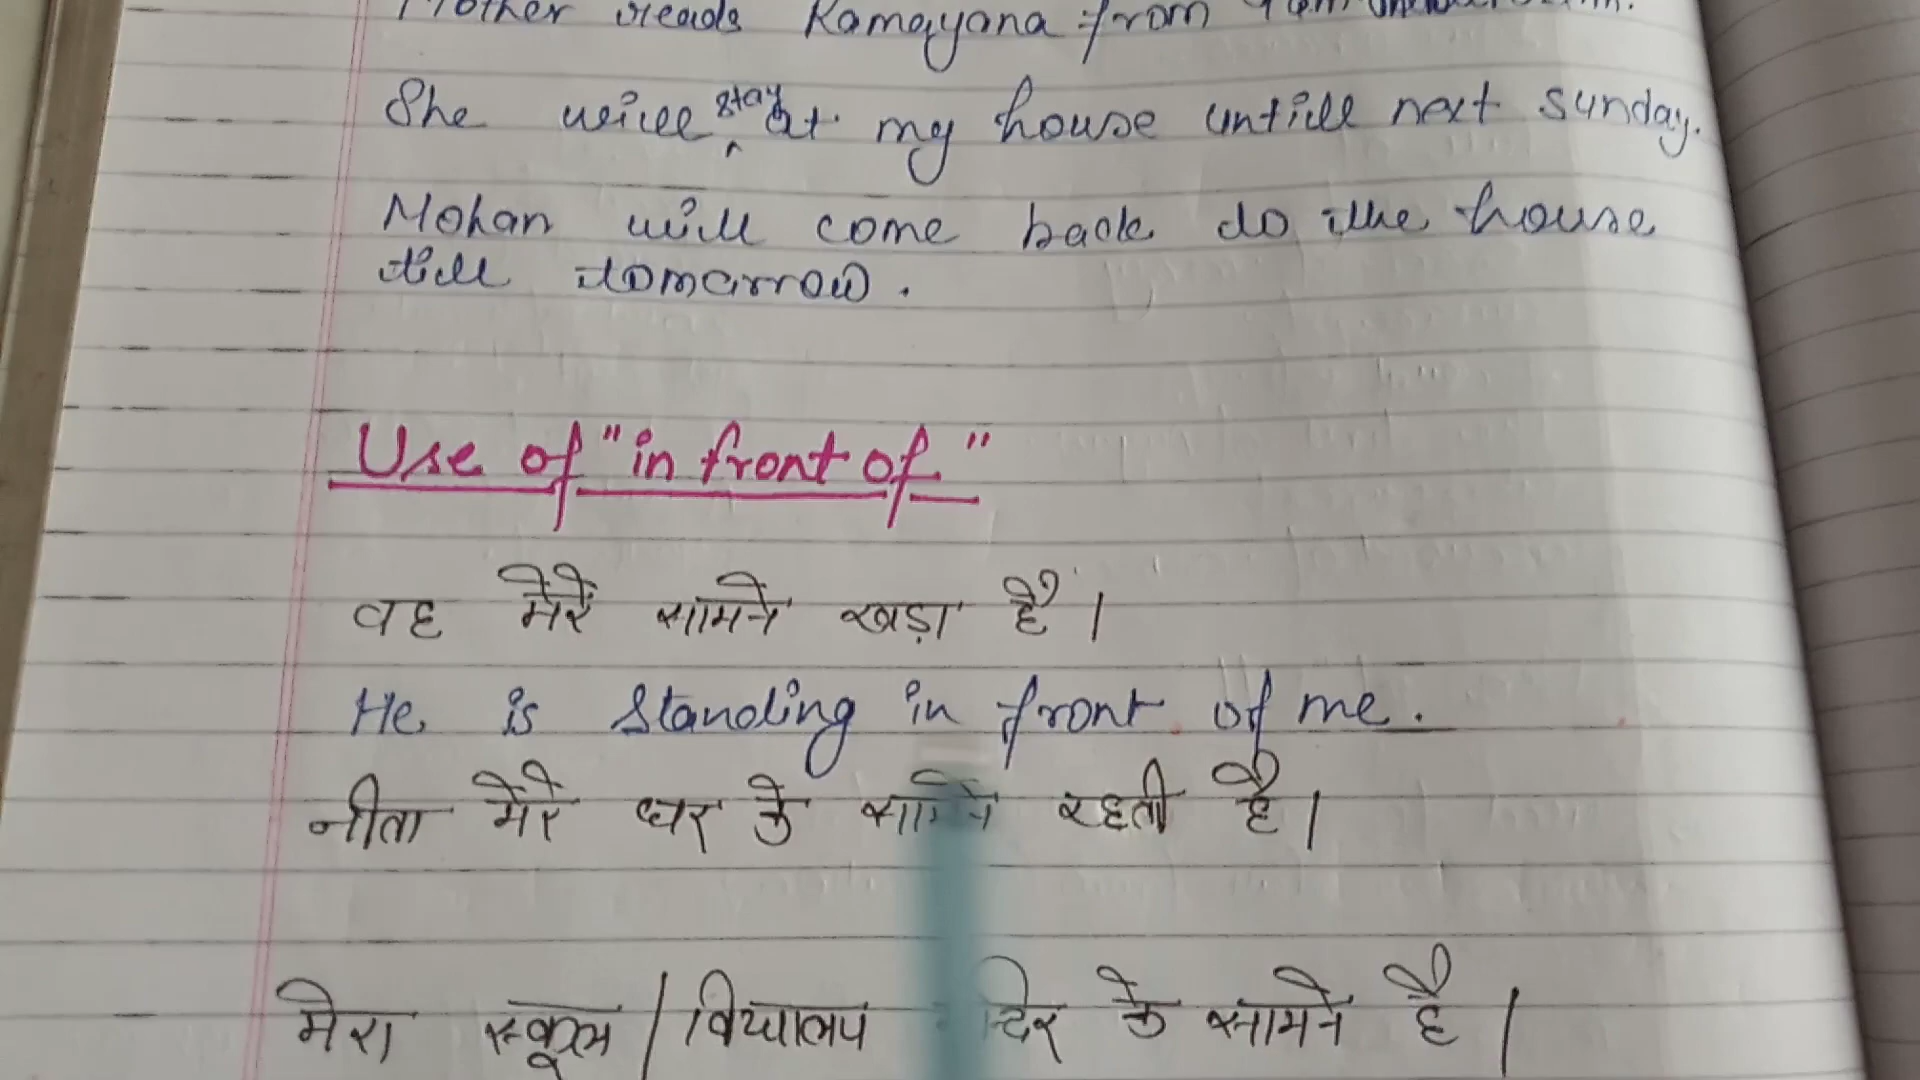 Mother reads Ramayana from
She will stay at my house untill next sunday.
Mohan will come back to the house
till tomorrow.
Use of "in front of"
वह मेरे सामने खड़ा है।
He is standing in front of me.
नीता मेरे घर के सामने रहती है।
मेरा स्कूल / विद्यालय के सामने है।